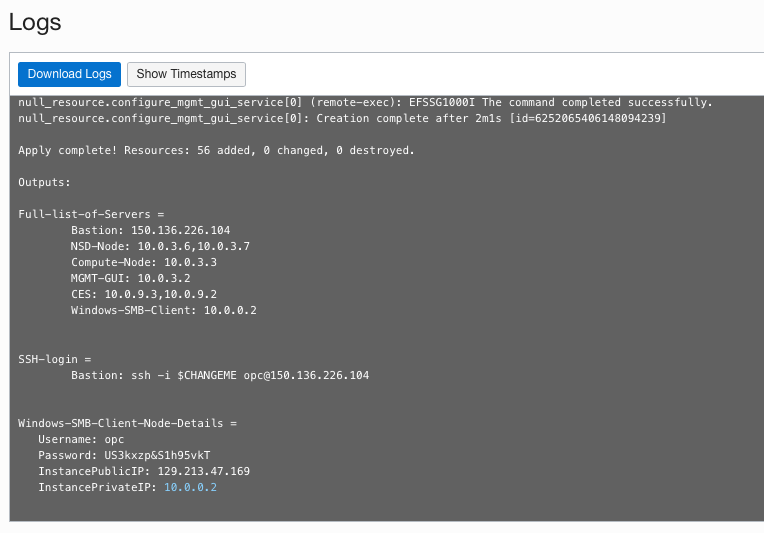 Logs
Download Logs Show Timestamps
null_resource.configure_mgmt_gui_service[0] (remote-exec): EFSSG1000I The command completed successfully.
null_resource.configure_mgmt_gui_service[0]: Creation complete after 2m1s [id=6252065406148094239]
Apply complete! Resources: 56 added, 0 changed, 0 destroyed.
Outputs:
Full-list-of-Servers =
Bastion: 150.136.226.104
NSD-Node: 10.0.3.6,10.0.3.7
Compute-Node: 10.0.3.3
MGMT-GUI: 10.0.3.2
CES: 10.0.9.3,10.0.9.2
Windows-SMB-Client: 10.0.0.2
SSH-login =
Bastion: ssh -i $CHANGEME opc@150.136.226.104
Windows-SMB-Client-Node-Details =
Username: opc
Password: US3kxzp&S1h95vkT
InstancePublicIP: 129.213.47.169
InstancePrivateIP: 10.0.0.2